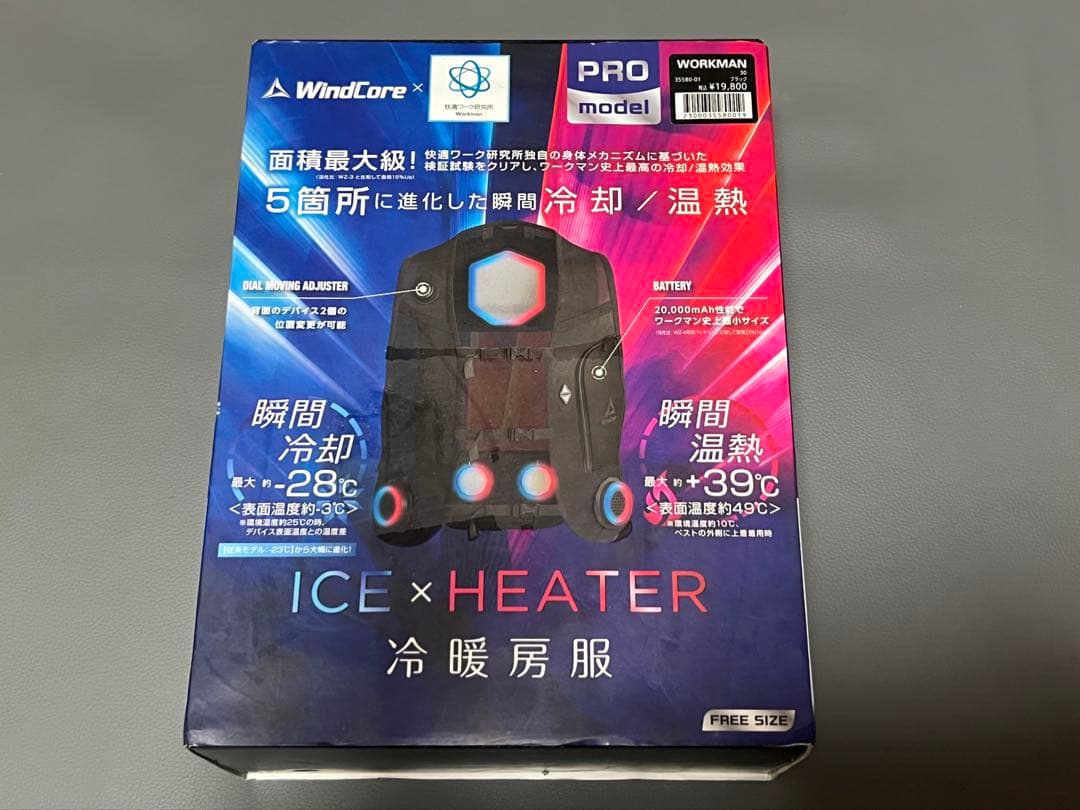 WindCore ×
快適ワーク研究所
Workman
PRO
model
WORKMAN
30
35580-01 ブラック
税込 ¥19,800
2300035580019
面積最大級!
快適ワーク研究所独自の身体メカニズムに基づいた
検証試験をクリアし、ワークマン史上最高の冷却/温熱効果
5箇所に進化した瞬間冷却/温熱
DIAL MOVING ADJUSTER
背面のデバイス2個の
位置変更が可能
BATTERY
20,000mAh性能で
ワークマン史上最小サイズ
瞬間
冷却
最大 約-28℃
<表面温度約-3℃>
※環境温度約25℃の時、
デバイス表面温度との温度差
【従来モデル:-23℃】から大幅に進化!
瞬間
温熱
最大 約+39℃
<表面温度約49℃>
※環境温度約10℃、
ベストの外側に上着着用時
ICE × HEATER
冷暖房服
FREE SIZE